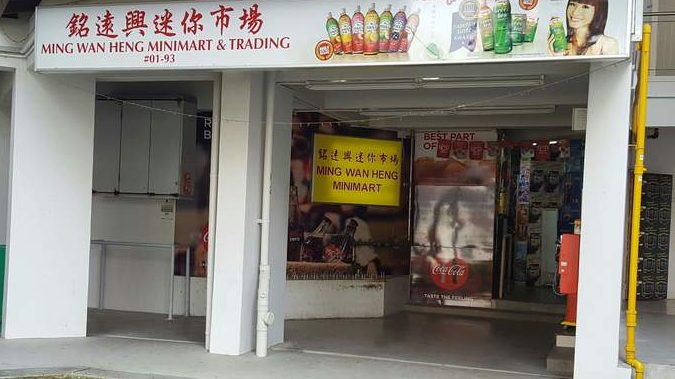 銘遠興迷你市場
MING WAN HENG MINIMART & TRADING
#01-93
銘遠興迷你市場
MING WAN HENG
MINIMART
BEST PART
OF
Coca-Cola
TASTE THE FEELING